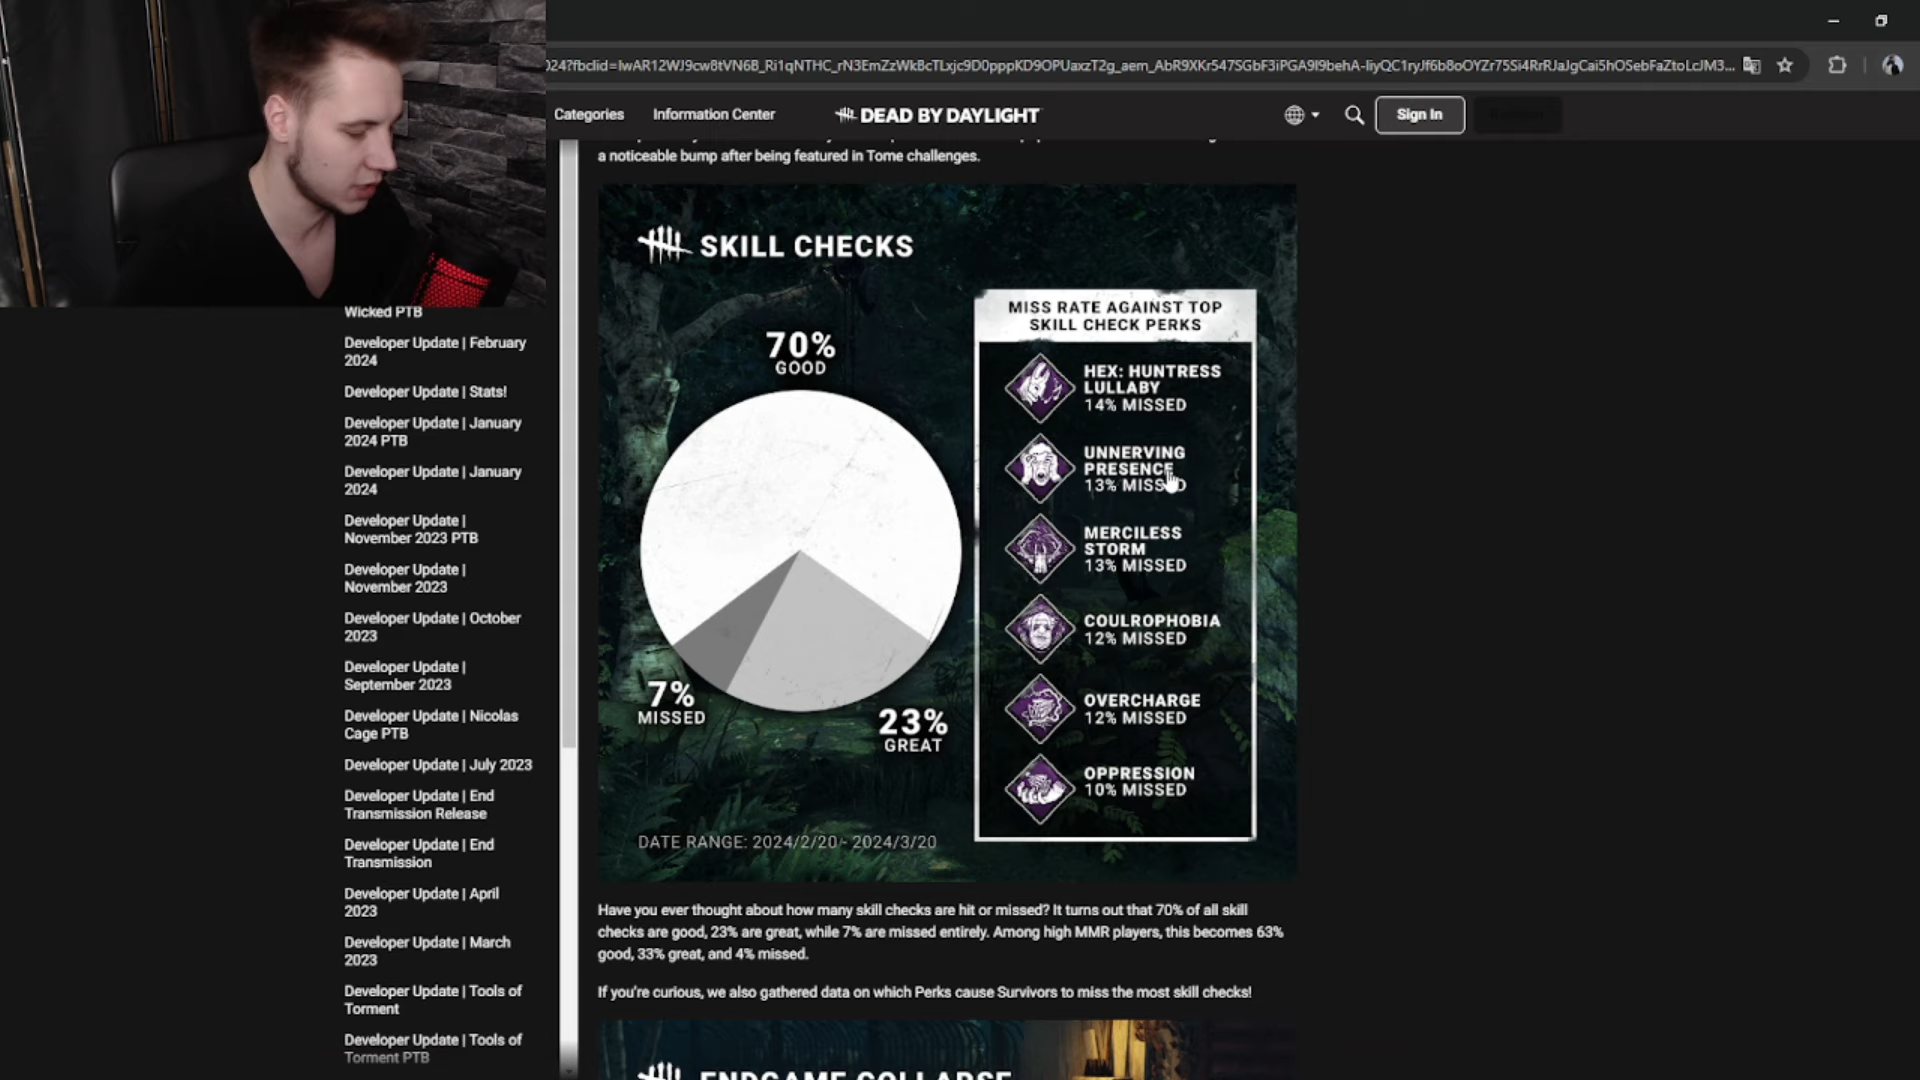 024?fbclid=IwAR12WJ9cw8tVN6B_Ri1qNTHC_rN3EmZzWkBcTLxjc9D0pppKD9OPUaxzT2g_aem_AbR9XKr547SGbF3iPGA9I9behA-liyQC1ryJf6b8oOYZr75Si4RrRJaJgCai5hOSebFaZtoLcJM3...
Categories
Information Center
DEAD BY DAYLIGHT
Sign In
a noticeable bump after being featured in Tome challenges.
Wicked PTB
Developer Update | February
2024
Developer Update | Stats!
Developer Update | January
2024 PTB
Developer Update | January
2024
Developer Update |
November 2023 PTB
Developer Update |
November 2023
Developer Update | October
2023
Developer Update |
September 2023
Developer Update | Nicolas
Cage PTB
Developer Update | July 2023
Developer Update | End
Transmission Release
Developer Update | End
Transmission
Developer Update | April
2023
Developer Update | March
2023
Developer Update | Tools of
Torment
Developer Update | Tools of
Torment PTB
SKILL CHECKS
70%
GOOD
7%
MISSED
23%
GREAT
DATE RANGE: 2024/2/20 - 2024/3/20
MISS RATE AGAINST TOP
SKILL CHECK PERKS
HEX: HUNTRESS
LULLABY
14% MISSED
UNNERVING
PRESENCE
13% MISSED
MERCILESS
STORM
13% MISSED
COULROPHOBIA
12% MISSED
OVERCHARGE
12% MISSED
OPPRESSION
10% MISSED
Have you ever thought about how many skill checks are hit or missed? It turns out that 70% of all skill
checks are good, 23% are great, while 7% are missed entirely. Among high MMR players, this becomes 63%
good, 33% great, and 4% missed.
If you're curious, we also gathered data on which Perks cause Survivors to miss the most skill checks!
ENDGAME COLLAPSE